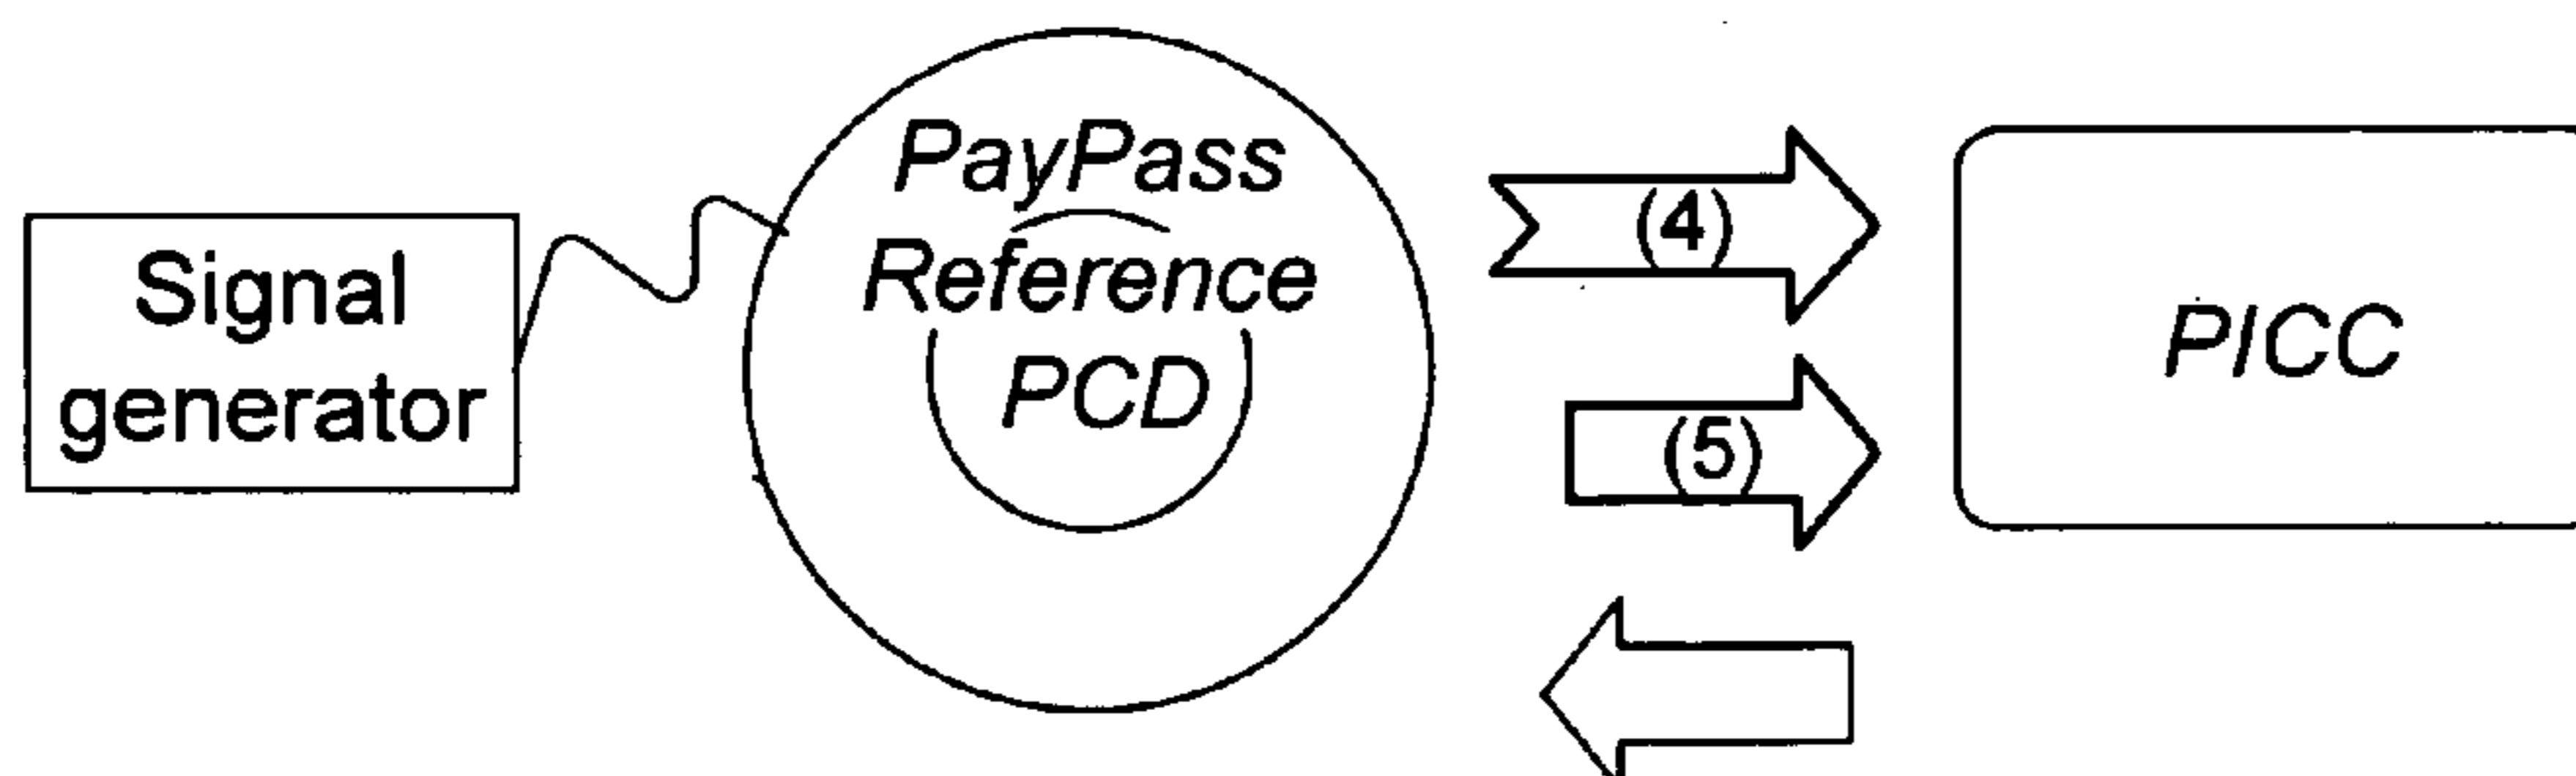 Signal
generator
PayPass
Reference
PCD
(4)
(5)
PICC